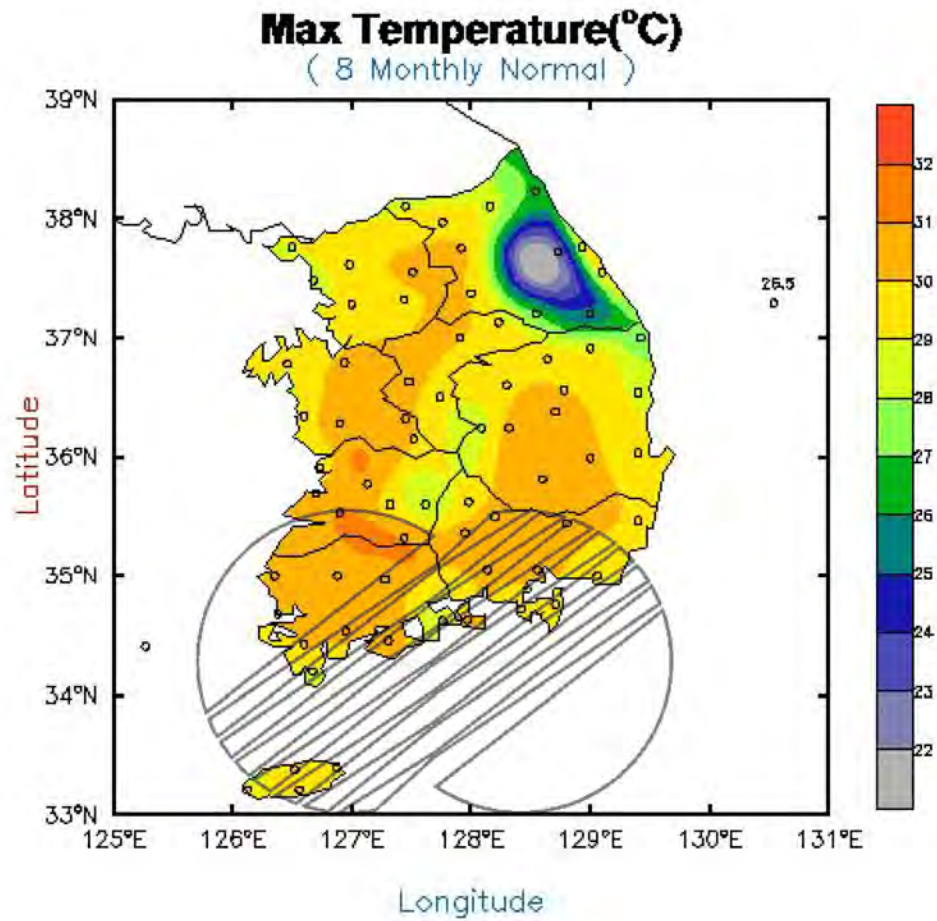 Max Temperature(°C)
( 8 Monthly Normal )
39°N
38°N
37°N
36°N
35°N
34°N
33°N
125°E 126°E 127°E 128°E 129°E 130°E 131°E
Latitude
Longitude
26.5
32
31
30
29
28
27
26
25
24
23
22